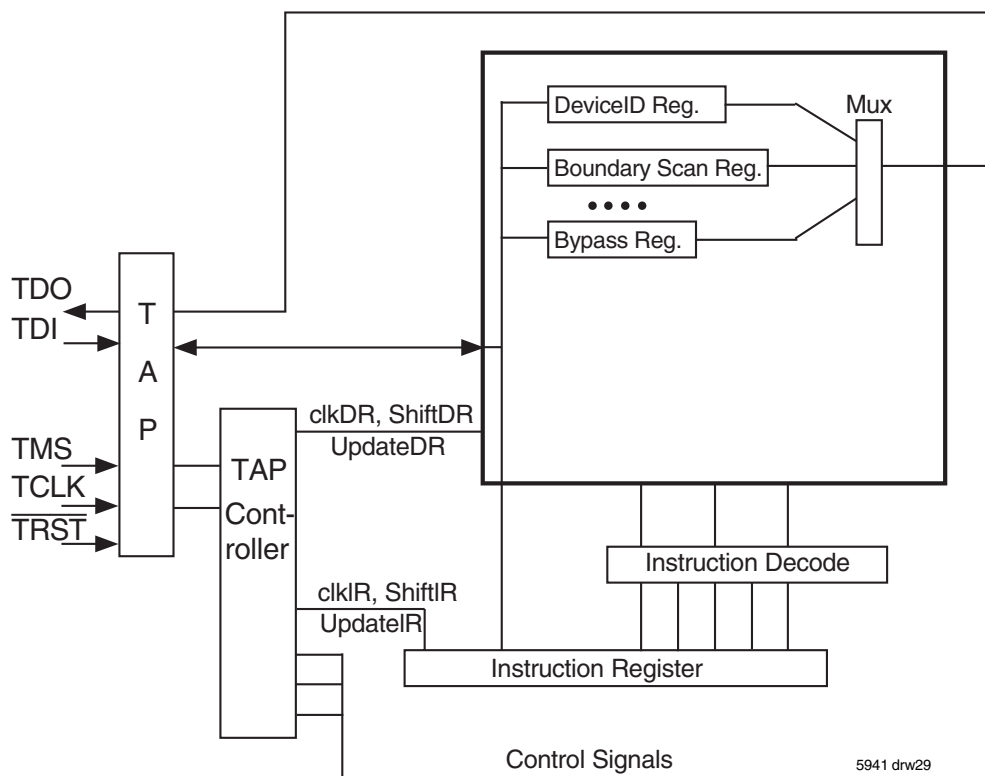 DeviceID Reg.
Mux
Boundary Scan Reg.
Bypass Reg.
TDO
TDI
T
A
P
TMS
TCLK
TRST
TAP
Cont-
roller
clkDR, ShiftDR
UpdateDR
Instruction Decode
clkIR, ShiftIR
UpdateIR
Instruction Register
Control Signals
5941 drw29